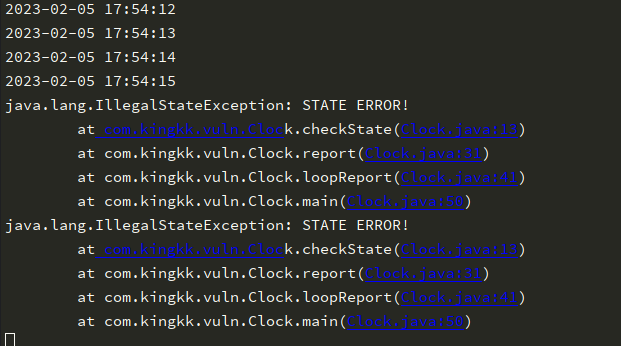 2023-02-05 17:54:12
2023-02-05 17:54:13
2023-02-05 17:54:14
2023-02-05 17:54:15
java.lang.IllegalStateException: STATE ERROR!
at com.kingkk.vuln.Clock.checkState(Clock.java:13)
at com.kingkk.vuln.Clock.report(Clock.java:31)
at com.kingkk.vuln.Clock.loopReport(Clock.java:41)
at com.kingkk.vuln.Clock.main(Clock.java:50)
java.lang.IllegalStateException: STATE ERROR!
at com.kingkk.vuln.Clock.checkState(Clock.java:13)
at com.kingkk.vuln.Clock.report(Clock.java:31)
at com.kingkk.vuln.Clock.loopReport(Clock.java:41)
at com.kingkk.vuln.Clock.main(Clock.java:50)